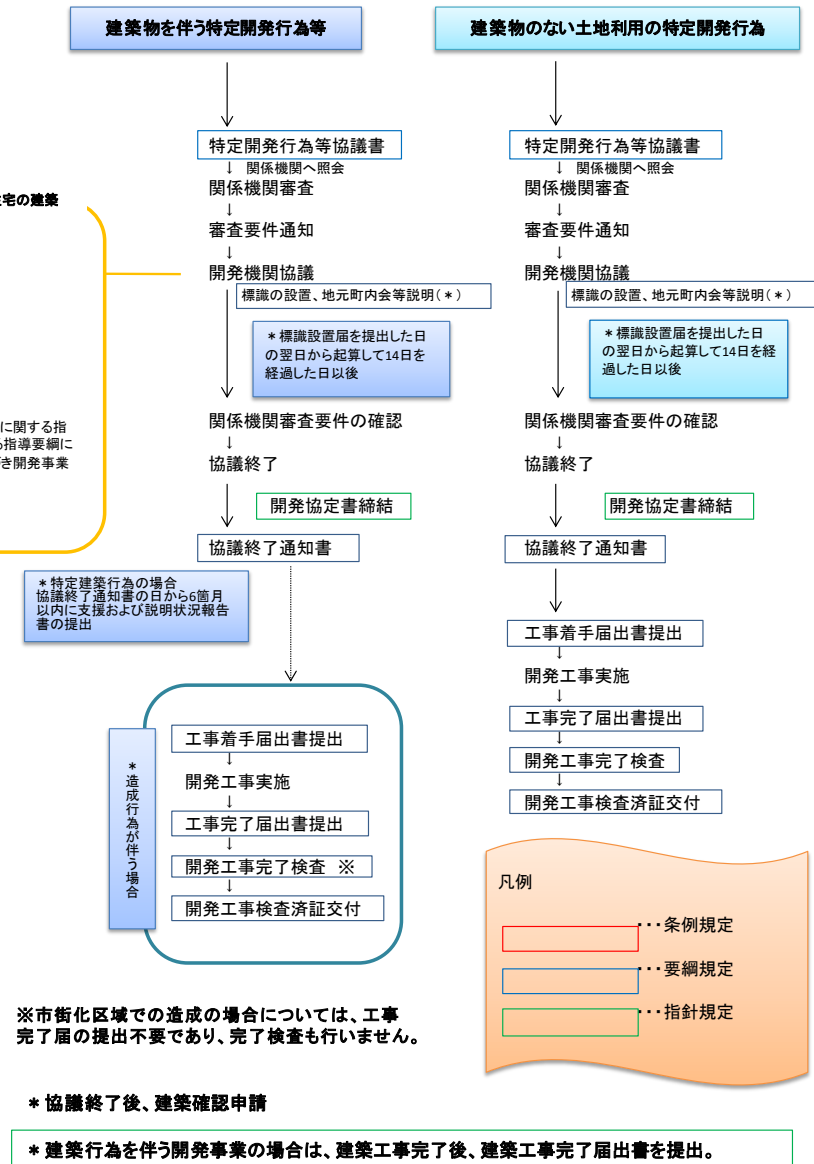 建築物を伴う特定開発行為等
特定開発行為等協議書
↓ 関係機関へ照会
関係機関審査
↓
審査要件通知
↓
開発機関協議
標識の設置、地元町内会等説明(*)
*標識設置届を提出した日
の翌日から起算して14日を
経過した日以後
関係機関審査要件の確認
↓
協議終了
開発協定書締結
協議終了通知書
宅の建築
に関する指
指導要綱に
き開発事業
*特定建築行為の場合
協議終了通知書の日から6箇月
以内に支援および説明状況報告
書の提出
*造成行為が伴う場合
工事着手届出書提出
↓
開発工事実施
↓
工事完了届出書提出
↓
開発工事完了検査 ※
↓
開発工事検査済証交付
建築物のない土地利用の特定開発行為
特定開発行為等協議書
↓ 関係機関へ照会
関係機関審査
↓
審査要件通知
↓
開発機関協議
標識の設置、地元町内会等説明(*)
*標識設置届を提出した日
の翌日から起算して14日を経
過した日以後
関係機関審査要件の確認
↓
協議終了
開発協定書締結
協議終了通知書
工事着手届出書提出
↓
開発工事実施
↓
工事完了届出書提出
↓
開発工事完了検査
↓
開発工事検査済証交付
凡例
・・・条例規定
・・・要綱規定
・・・指針規定
※市街化区域での造成の場合については、工事
完了届の提出不要であり、完了検査も行いません。
*協議終了後、建築確認申請
*建築行為を伴う開発事業の場合は、建築工事完了後、建築工事完了届出書を提出。